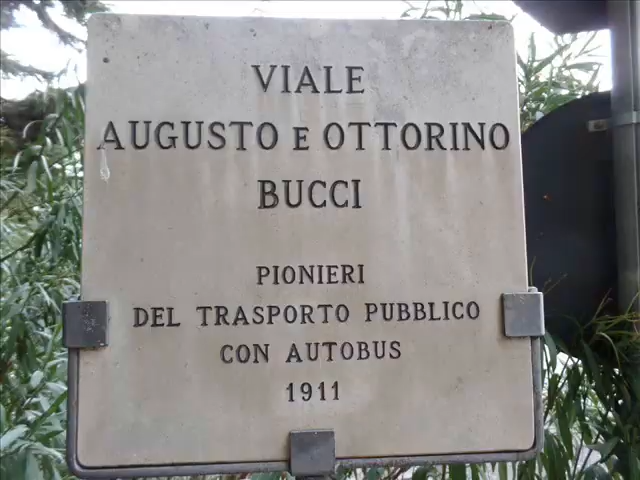 VIALE
AUGUSTO E OTTORINO
BUCCI
PIONIERI
DEL TRASPORTO PUBBLICO
CON AUTOBUS
1911